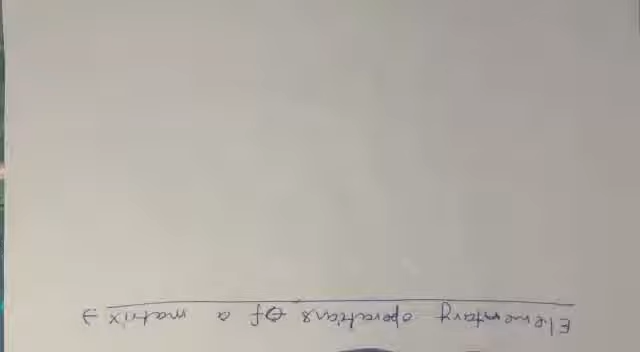 Elementary operations of a matrix →